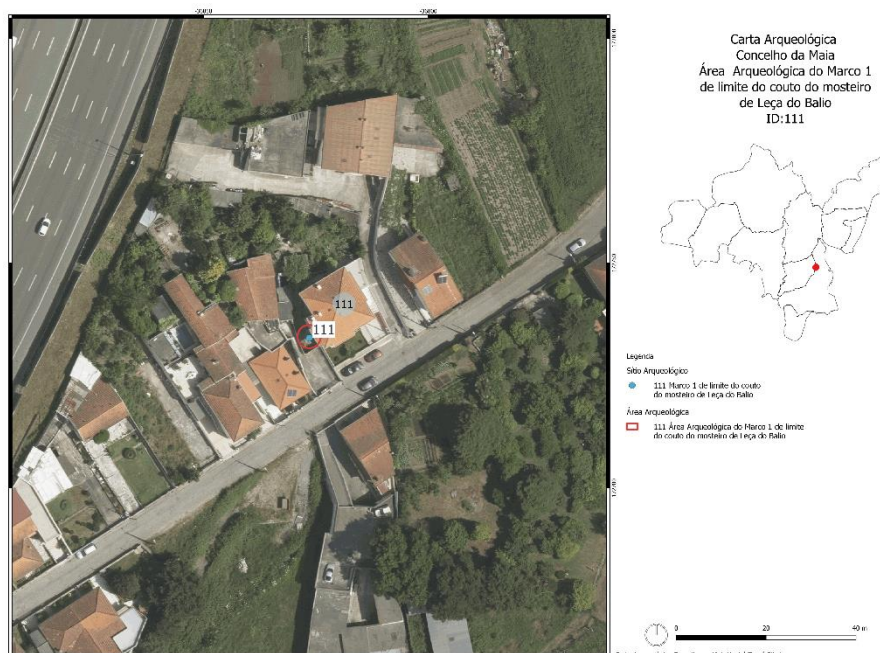 Carta Arqueológica
Concelho da Maia
Área Arqueológica do Marco 1
de limite do couto do mosteiro
de Leça do Balio
ID:111
111
111
Legenda
Sítio Arqueológico
111 Marco 1 de limite do couto
do mosteiro de Leça do Balio
Área Arqueológica
111 Área Arqueológica do Marco 1 de limite
do couto do mosteiro de Leça do Balio
0 20 40 m